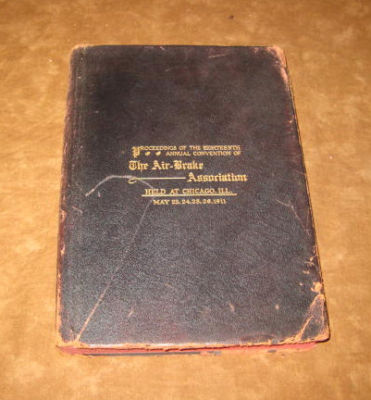 PROCEEDINGS OF THE EIGHTEENTH
ANNUAL CONVENTION OF
The Air-Brake
Association
HELD AT CHICAGO, ILL.
MAY 23, 24, 25, 26, 1911